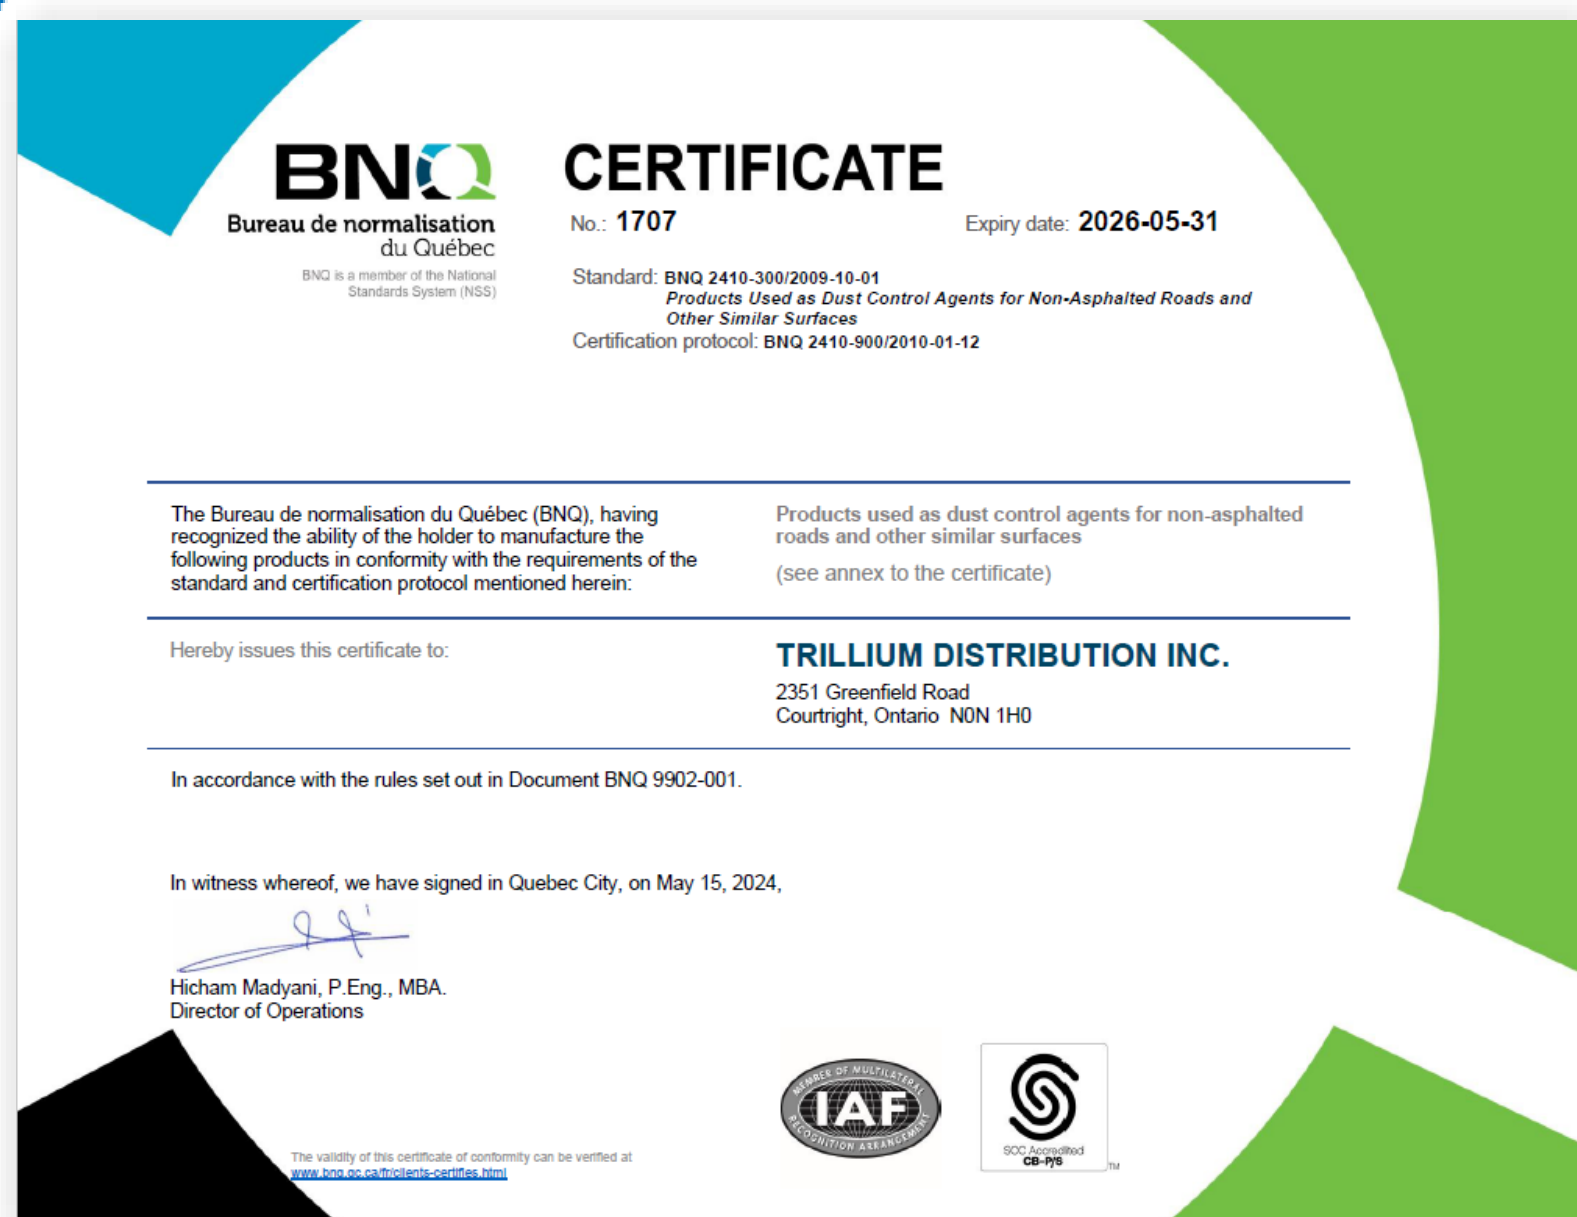 BNQ
Bureau de normalisation
du Québec
BNQ is a member of the National
Standards System (NSS)
CERTIFICATE
No.: 1707
Expiry date: 2026-05-31
Standard: BNQ 2410-300/2009-10-01
Products Used as Dust Control Agents for Non-Asphalted Roads and
Other Similar Surfaces
Certification protocol: BNQ 2410-900/2010-01-12
The Bureau de normalisation du Québec (BNQ), having
recognized the ability of the holder to manufacture the
following products in conformity with the requirements of the
standard and certification protocol mentioned herein:
Products used as dust control agents for non-asphalted
roads and other similar surfaces
(see annex to the certificate)
Hereby issues this certificate to:
TRILLIUM DISTRIBUTION INC.
2351 Greenfield Road
Courtright, Ontario  N0N 1H0
In accordance with the rules set out in Document BNQ 9902-001.
In witness whereof, we have signed in Quebec City, on May 15, 2024,
Hicham Madyani, P.Eng., MBA.
Director of Operations
MEMBER OF MULTILATERAL
IAF
RECOGNITION ARRANGEMENT
SCC Accredited
CB-P/S
TM
The validity of this certificate of conformity can be verified at
www.bnq.qc.ca/fr/clients-certifies.html